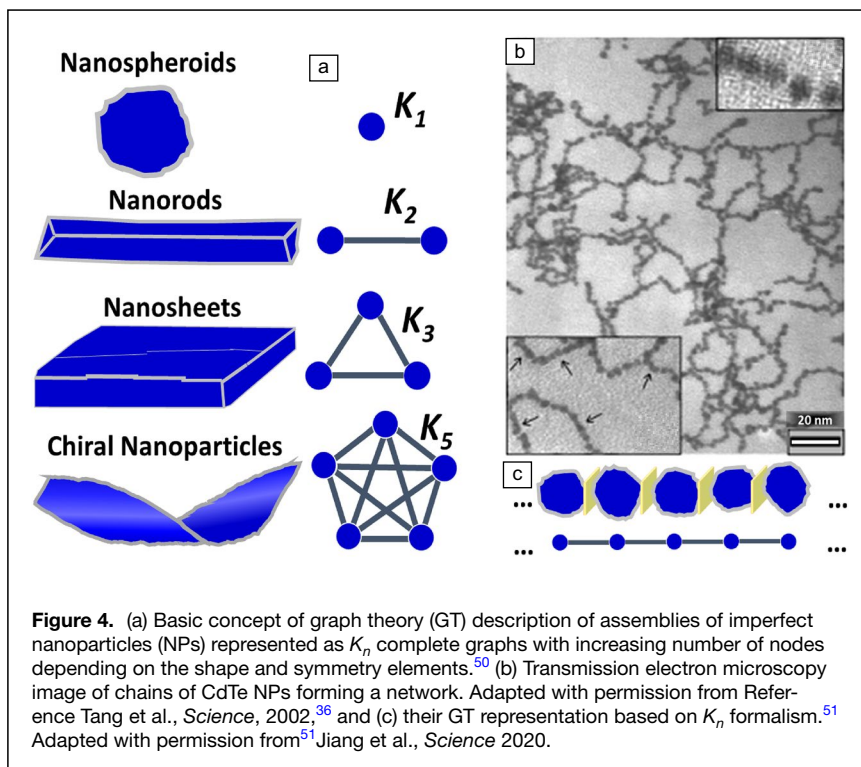 Nanospheroids
a
K1
Nanorods
K2
Nanosheets
K3
Chiral Nanoparticles
K5
b
20 nm
c
... ...
... ...
Figure 4. (a) Basic concept of graph theory (GT) description of assemblies of imperfect
nanoparticles (NPs) represented as Kn complete graphs with increasing number of nodes
depending on the shape and symmetry elements.50 (b) Transmission electron microscopy
image of chains of CdTe NPs forming a network. Adapted with permission from Refer-
ence Tang et al., Science, 2002,36 and (c) their GT representation based on Kn formalism.51
Adapted with permission from51Jiang et al., Science 2020.